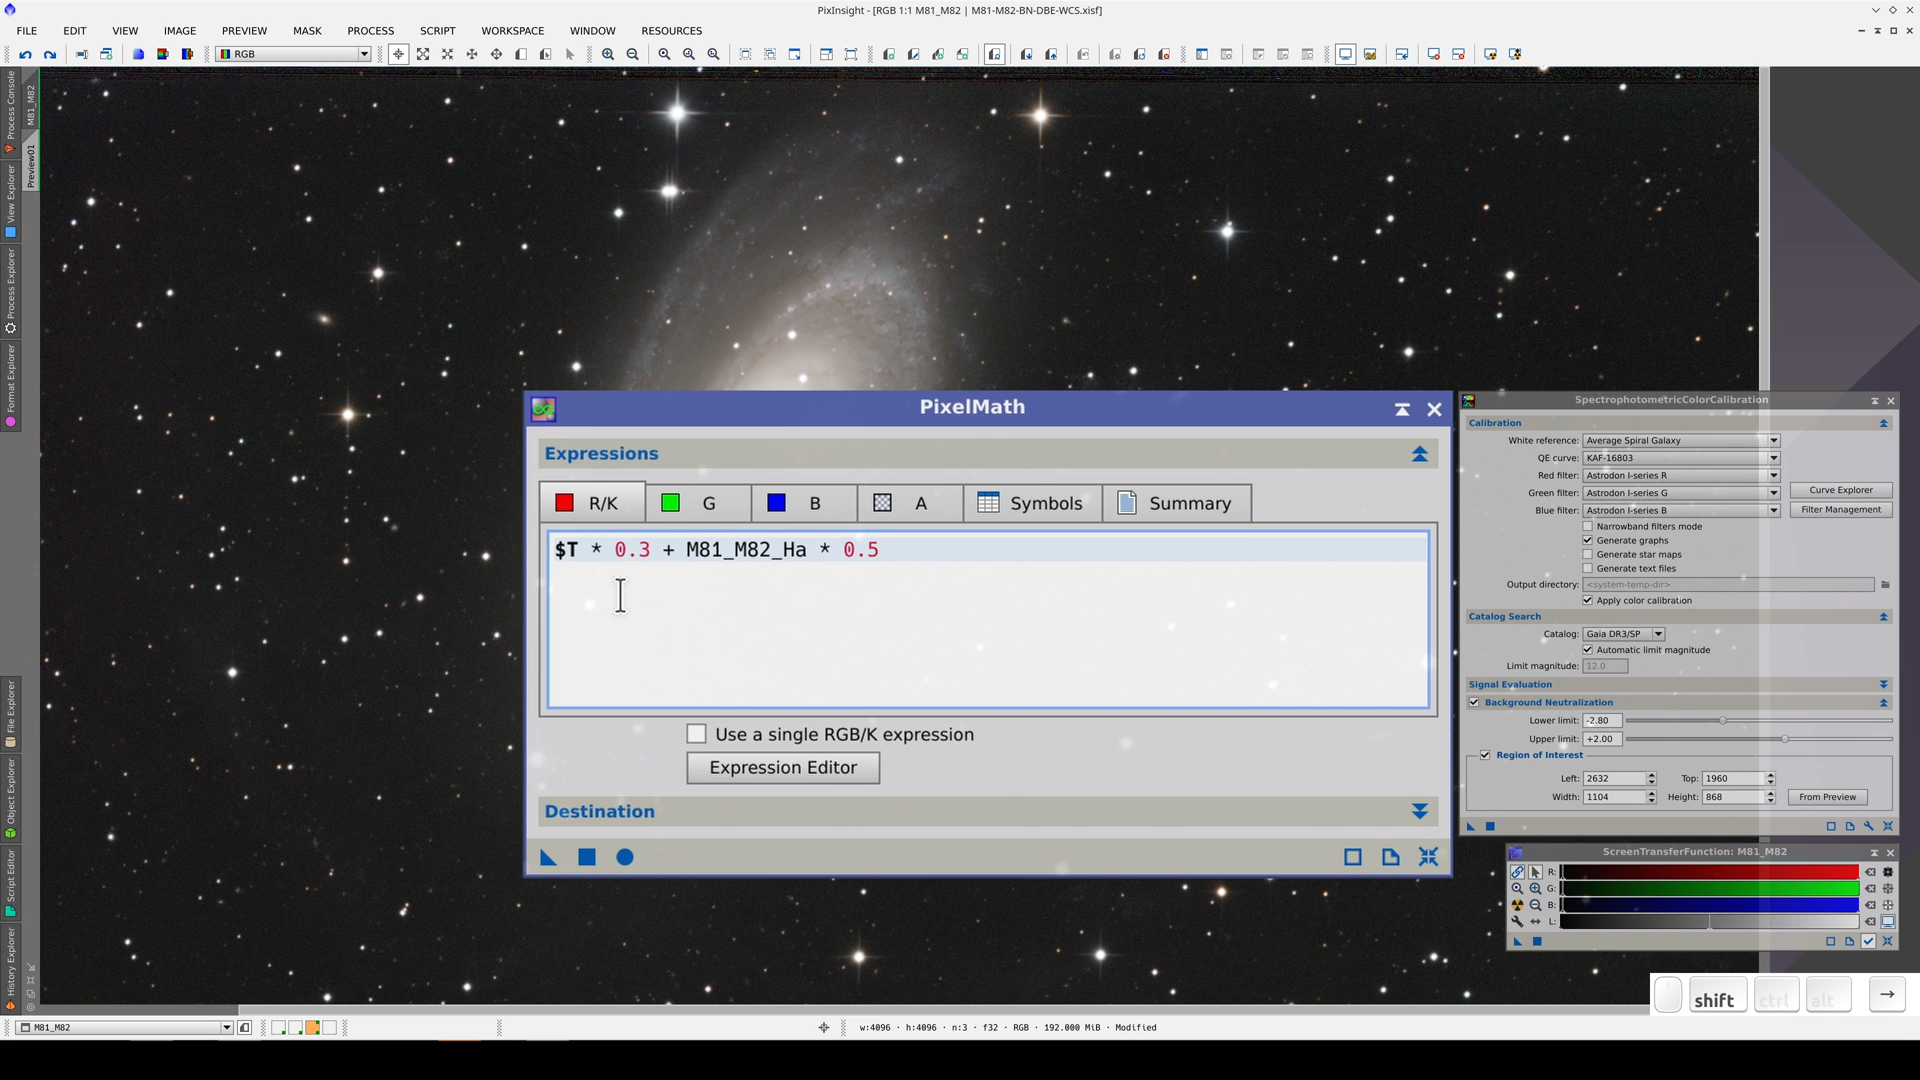 PixInsight - [RGB 1:1 M81_M82 | M81-M82-BN-DBE-WCS.xisf]
FILE EDIT VIEW IMAGE PREVIEW MASK PROCESS SCRIPT WORKSPACE WINDOW RESOURCES
RGB
Process Console
View Explorer
Process Explorer
Format Explorer
File Explorer
Object Explorer
Script Editor
History Explorer
M81_M82
Preview01
PixelMath
Expressions
R/K G B A Symbols Summary
$T * 0.3 + M81_M82_Ha * 0.5
Use a single RGB/K expression
Expression Editor
Destination
SpectrophotometricColorCalibration
Calibration
White reference: Average Spiral Galaxy
QE curve: KAF-16803
Red filter: Astrodon I-series R
Green filter: Astrodon I-series G Curve Explorer
Blue filter: Astrodon I-series B Filter Management
Narrowband filters mode
Generate graphs
Generate star maps
Generate text files
Output directory: <system-temp-dir>
Apply color calibration
Catalog Search
Catalog: Gaia DR3/SP
Automatic limit magnitude
Limit magnitude: 12.0
Signal Evaluation
Background Neutralization
Lower limit: -2.80
Upper limit: +2.00
Region of Interest
Left: 2632 Top: 1960
Width: 1104 Height: 868 From Preview
ScreenTransferFunction: M81_M82
R:
G:
B:
L:
shift ctrl alt →
M81_M82
w:4096 · h:4096 · n:3 · f32 · RGB · 192.000 MiB · Modified